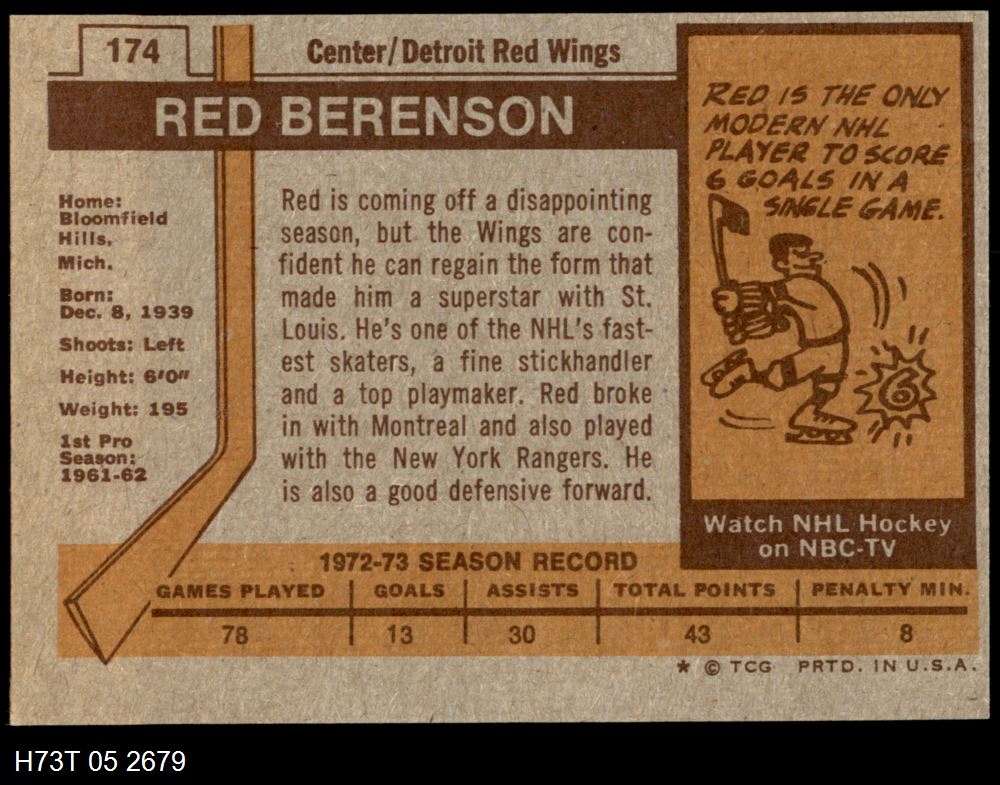 174
Center/Detroit Red Wings
RED BERENSON
Home:
Bloomfield
Hills,
Mich.
Born:
Dec. 8, 1939
Shoots: Left
Height: 6'0"
Weight: 195
1st Pro
Season:
1961-62
Red is coming off a disappointing
season, but the Wings are con-
fident he can regain the form that
made him a superstar with St.
Louis. He's one of the NHL's fast-
est skaters, a fine stickhandler
and a top playmaker. Red broke
in with Montreal and also played
with the New York Rangers. He
is also a good defensive forward.
RED IS THE ONLY
MODERN NHL
PLAYER TO SCORE
6 GOALS IN A
SINGLE GAME.
6
Watch NHL Hockey
on NBC-TV
1972-73 SEASON RECORD
GAMES PLAYED GOALS ASSISTS TOTAL POINTS PENALTY MIN.
78 13 30 43 8
* © TCG PRTD. IN U.S.A.
H73T 05 2679